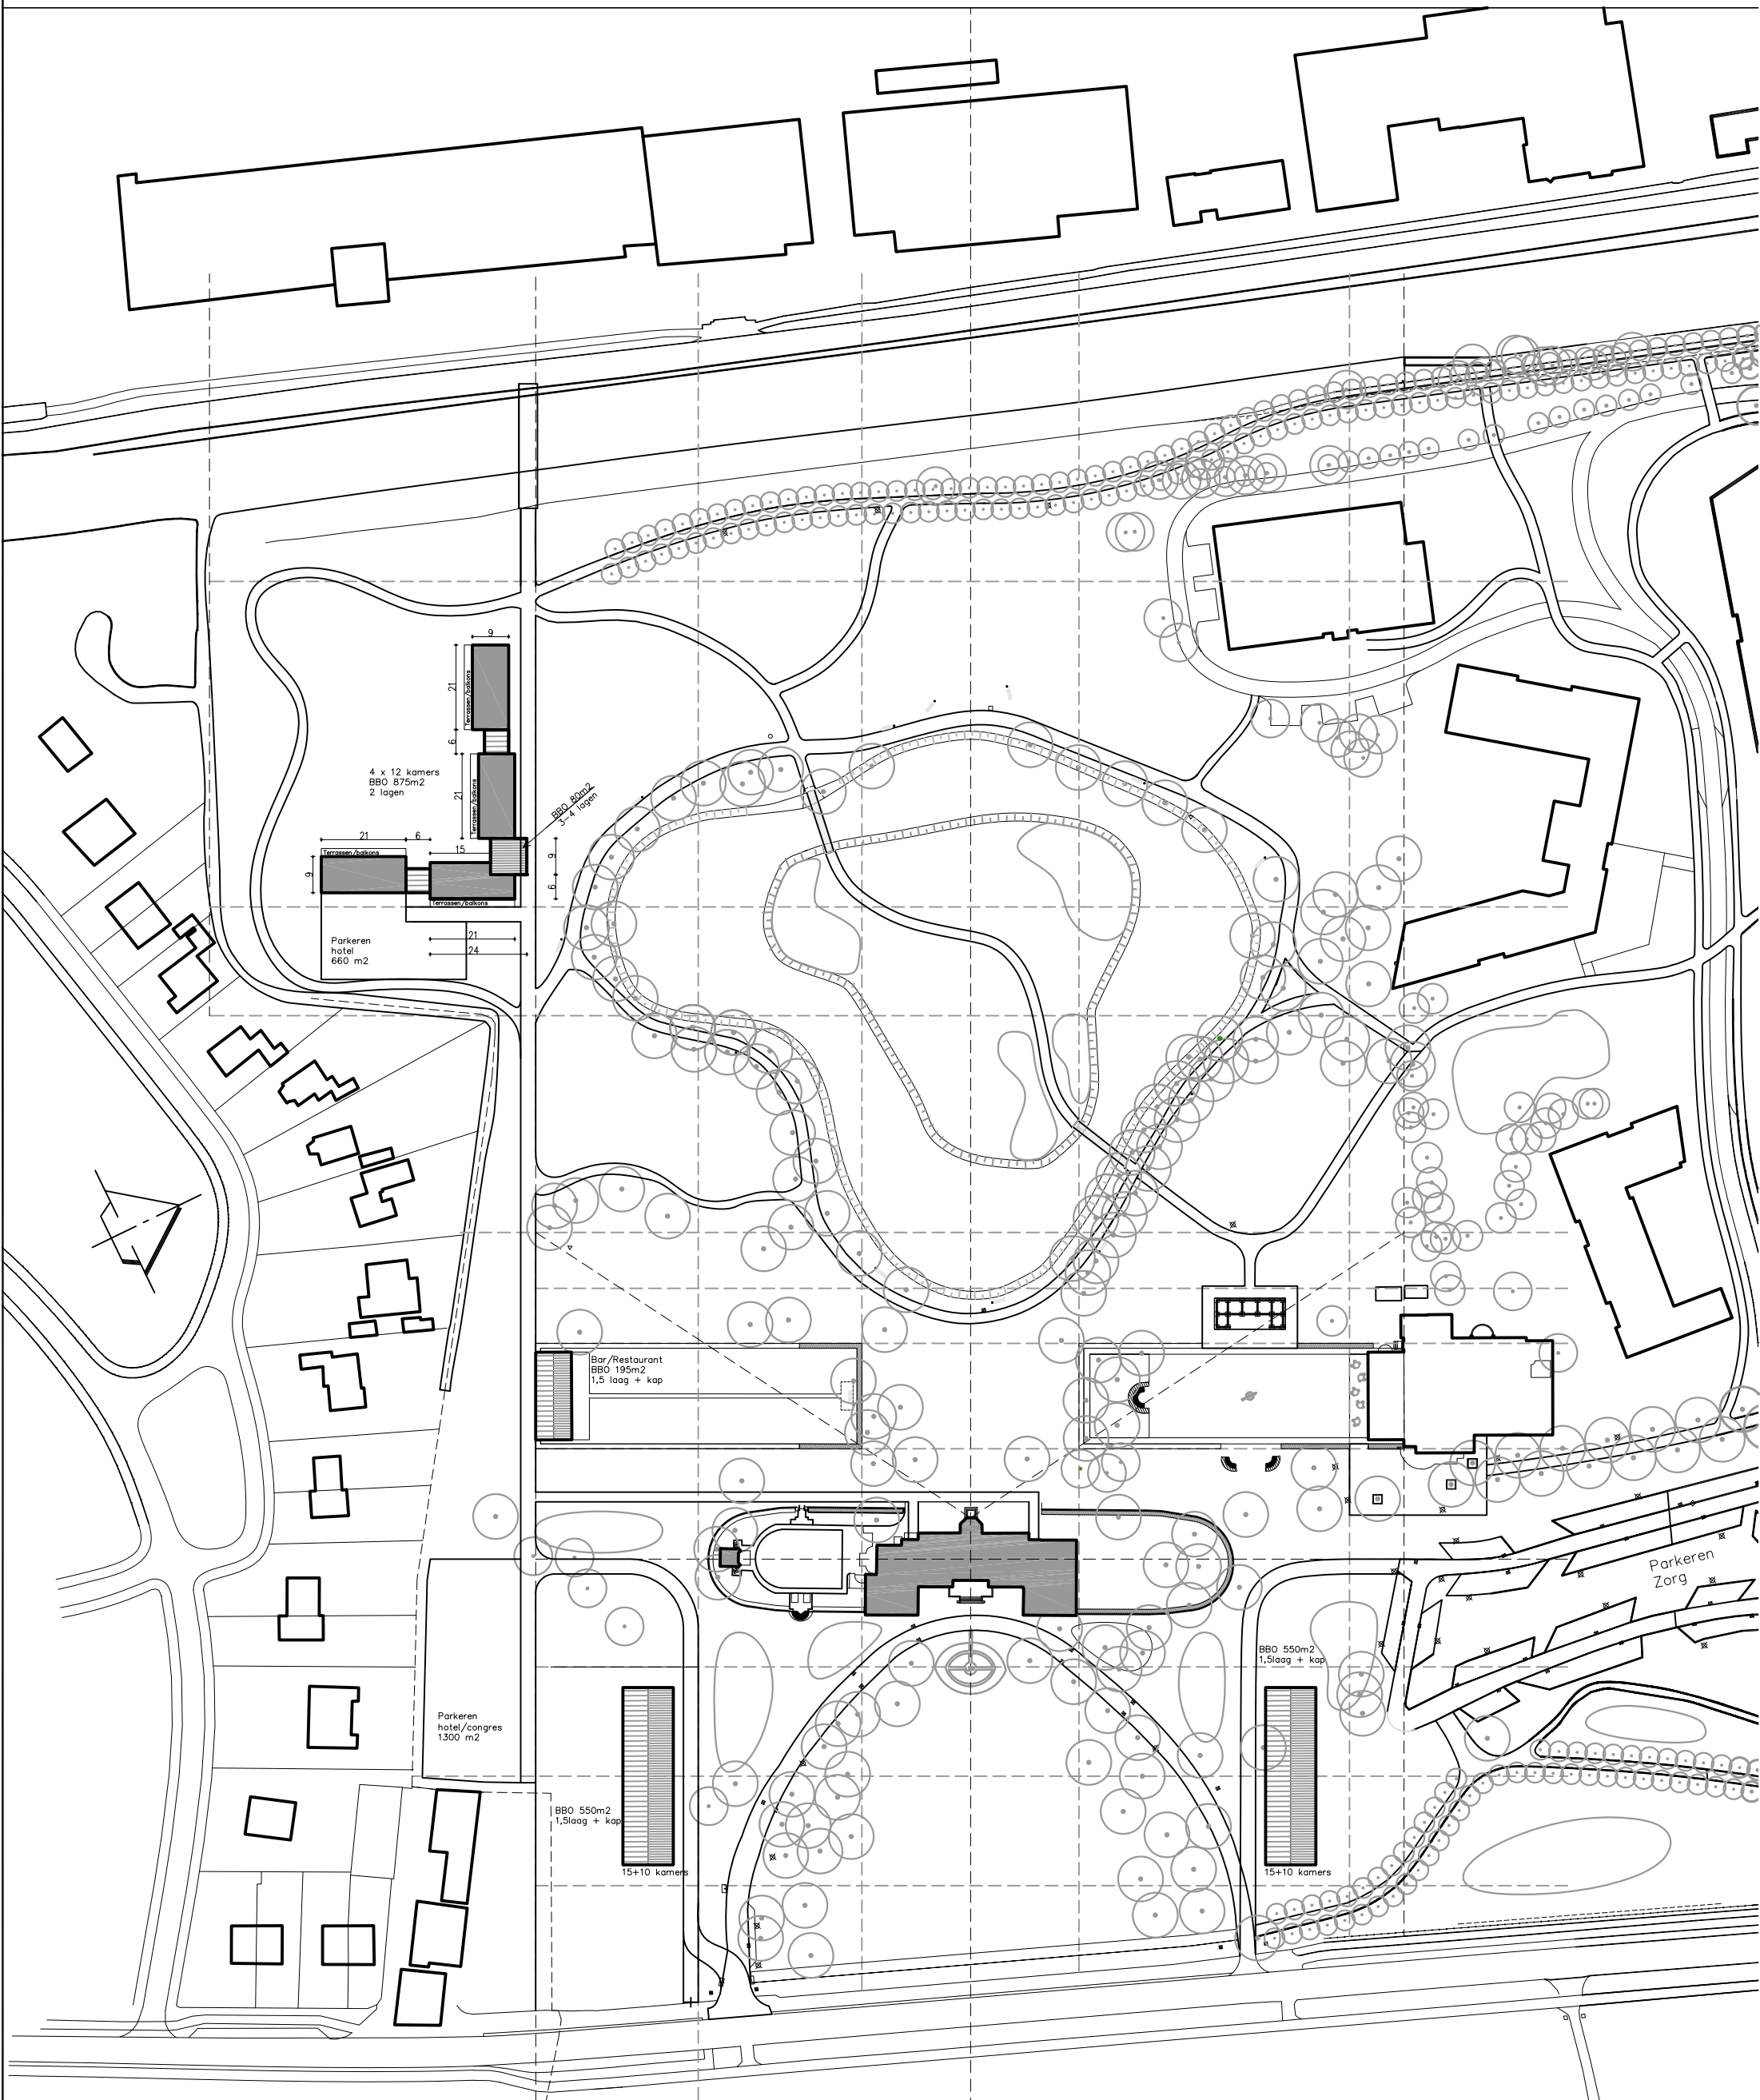 9
21
Terrassen/balkons
6
4 x 12 kamers
BBO 875m2
2 lagen
21
Terrassen/balkons
BBO 80m2
3-4 lagen
21
6
15
Terrassen/balkons
9
9
6
Terrassen/balkons
Parkeren
hotel
660 m2
21
24
Bar/Restaurant
BBO 195m2
1,5 laag + kap
Parkeren
Zorg
BBO 550m2
1,5laag + kap
Parkeren
hotel/congres
1300 m2
BBO 550m2
1,5laag + kap
15+10 kamers
15+10 kamers